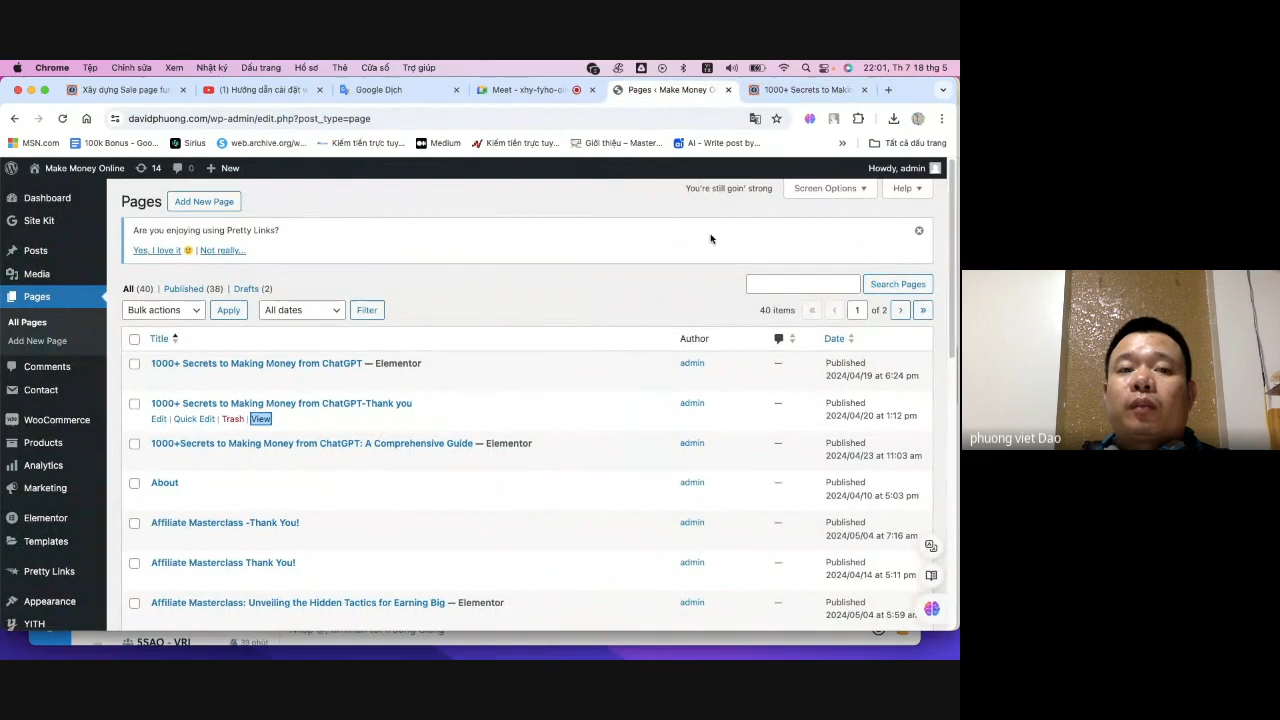 Chrome Tệp Chỉnh sửa Xem Nhật ký Dấu trang Hồ sơ Thẻ Cửa sổ Trợ giúp 22:01, Th 7 18 thg 5
Xây dựng Sale page fu (1) Hướng dẫn cài đặt w Google Dịch Meet - xhy-fyho-oi Pages ‹ Make Money O 1000+ Secrets to Makin
davidphuong.com/wp-admin/edit.php?post_type=page
MSN.com 100k Bonus - Goo... Sirius web.archive.org/w... Kiếm tiền trực tuy... Medium Kiếm tiền trực tuy... Giới thiệu – Master... AI - Write post by... » Tất cả dấu trang
Make Money Online 14 0 New Howdy, admin
Dashboard
Site Kit
Posts
Media
Pages
All Pages
Add New Page
Comments
Contact
WooCommerce
Products
Analytics
Marketing
Elementor
Templates
Pretty Links
Appearance
YITH
You're still goin' strong Screen Options Help
Pages Add New Page
Are you enjoying using Pretty Links?
Yes, I love it | Not really...
All (40) | Published (38) | Drafts (2)
Search Pages
Bulk actions Apply All dates Filter 40 items « ‹ 1 of 2 › »
Title Author Date
1000+ Secrets to Making Money from ChatGPT — Elementor admin — Published
2024/04/19 at 6:24 pm
1000+ Secrets to Making Money from ChatGPT-Thank you admin — Published
2024/04/20 at 1:12 pm
Edit | Quick Edit | Trash | View
1000+Secrets to Making Money from ChatGPT: A Comprehensive Guide — Elementor admin — Published
2024/04/23 at 11:03 am
About admin — Published
2024/04/10 at 5:03 pm
Affiliate Masterclass -Thank You! admin — Published
2024/05/04 at 7:16 am
Affiliate Masterclass Thank You! admin — Published
2024/04/14 at 5:11 pm
Affiliate Masterclass: Unveiling the Hidden Tactics for Earning Big — Elementor admin — Published
2024/05/04 at 5:59 a
5SAO - VRI 39 phút
phuong viet Dao